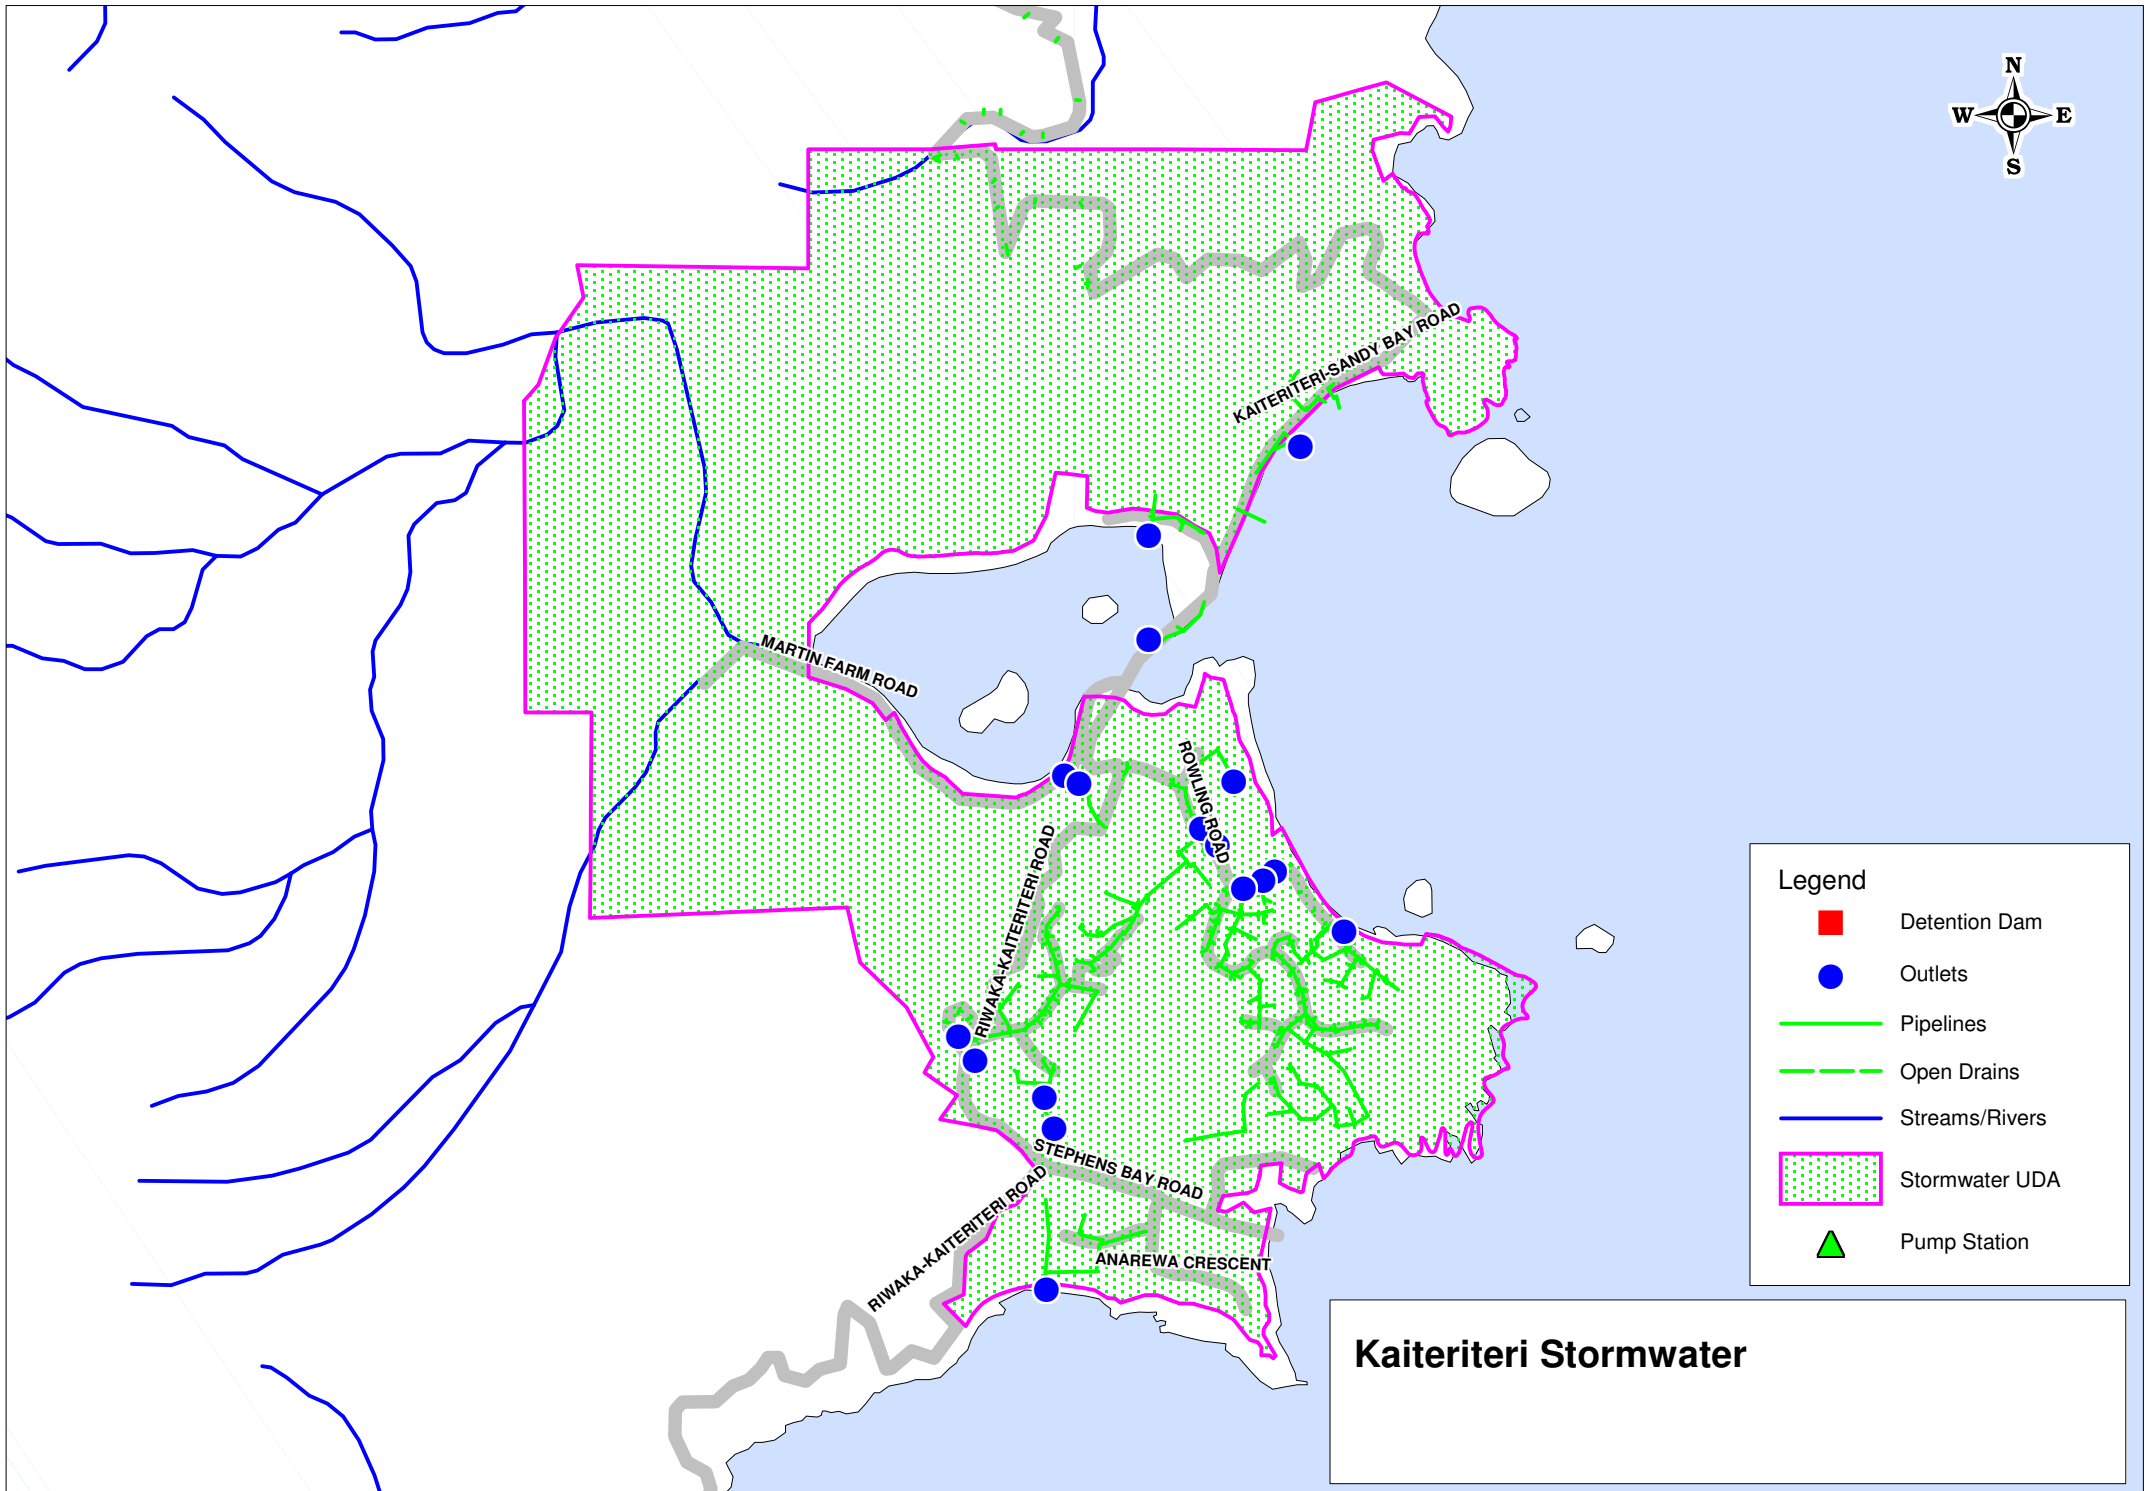 N
W E
S
KAITERITERI-SANDY BAY ROAD
MARTIN FARM ROAD
ROWLING ROAD
RIWAKA-KAITERITERI ROAD
STEPHENS BAY ROAD
RIWAKA-KAITERITERI ROAD
ANAREWA CRESCENT
Legend
Detention Dam
Outlets
Pipelines
Open Drains
Streams/Rivers
Stormwater UDA
Pump Station
Kaiteriteri Stormwater